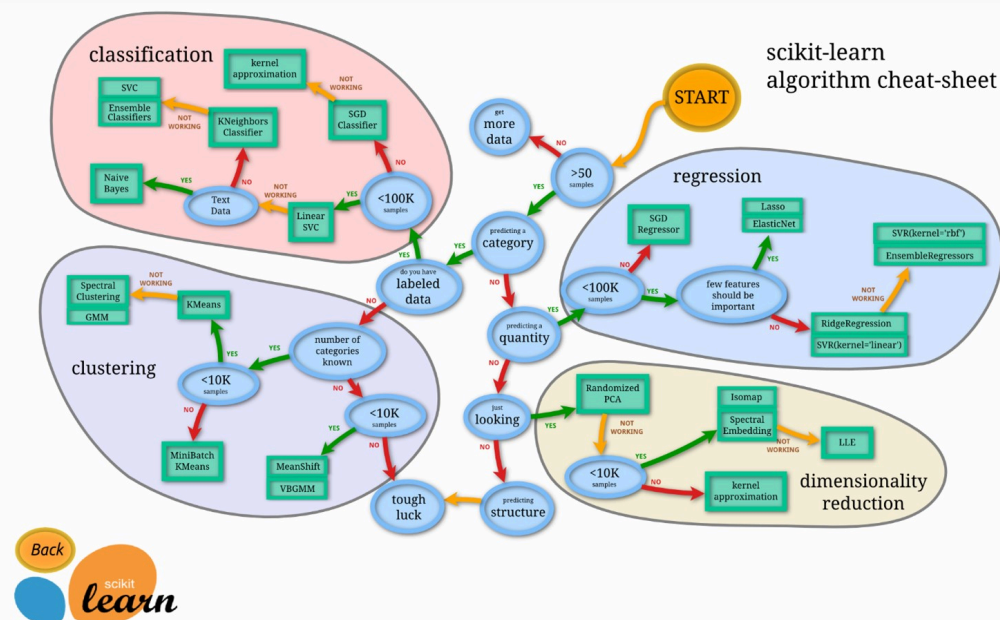 scikit-learn
algorithm cheat-sheet
START
>50
samples
NO
get
more
data
YES
predicting a
category
YES
do you have
labeled
data
YES
NO
predicting a
quantity
YES
NO
just
looking
YES
NO
predicting
structure
tough
luck
classification
kernel
approximation
NOT
WORKING
SGD
Classifier
NO
<100K
samples
YES
Linear
SVC
NOT
WORKING
Text
Data
YES
Naive
Bayes
NO
KNeighbors
Classifier
NOT
WORKING
SVC
Ensemble
Classifiers
regression
<100K
samples
NO
SGD
Regressor
YES
few features
should be
important
YES
Lasso
ElasticNet
NO
RidgeRegression
SVR(kernel='linear')
NOT
WORKING
SVR(kernel='rbf')
EnsembleRegressors
clustering
NO
number of
categories
known
YES
<10K
samples
YES
KMeans
NOT
WORKING
Spectral
Clustering
GMM
NO
MiniBatch
KMeans
NO
<10K
samples
YES
MeanShift
VBGMM
NO
dimensionality
reduction
Randomized
PCA
NOT
WORKING
<10K
samples
YES
Isomap
Spectral
Embedding
NOT
WORKING
LLE
NO
kernel
approximation
Back
scikit
learn